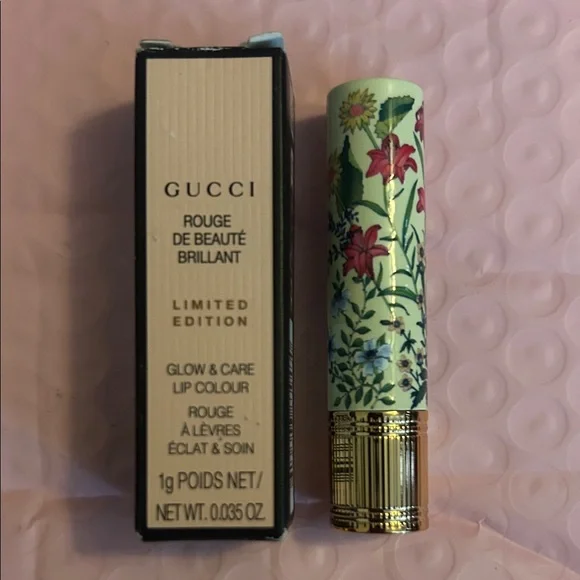 GUCCI
ROUGE
DE BEAUTÉ
BRILLANT
LIMITED
EDITION
GLOW & CARE
LIP COLOUR
ROUGE
À LÈVRES
ÉCLAT & SOIN
1g POIDS NET/
NET WT. 0.035 OZ.